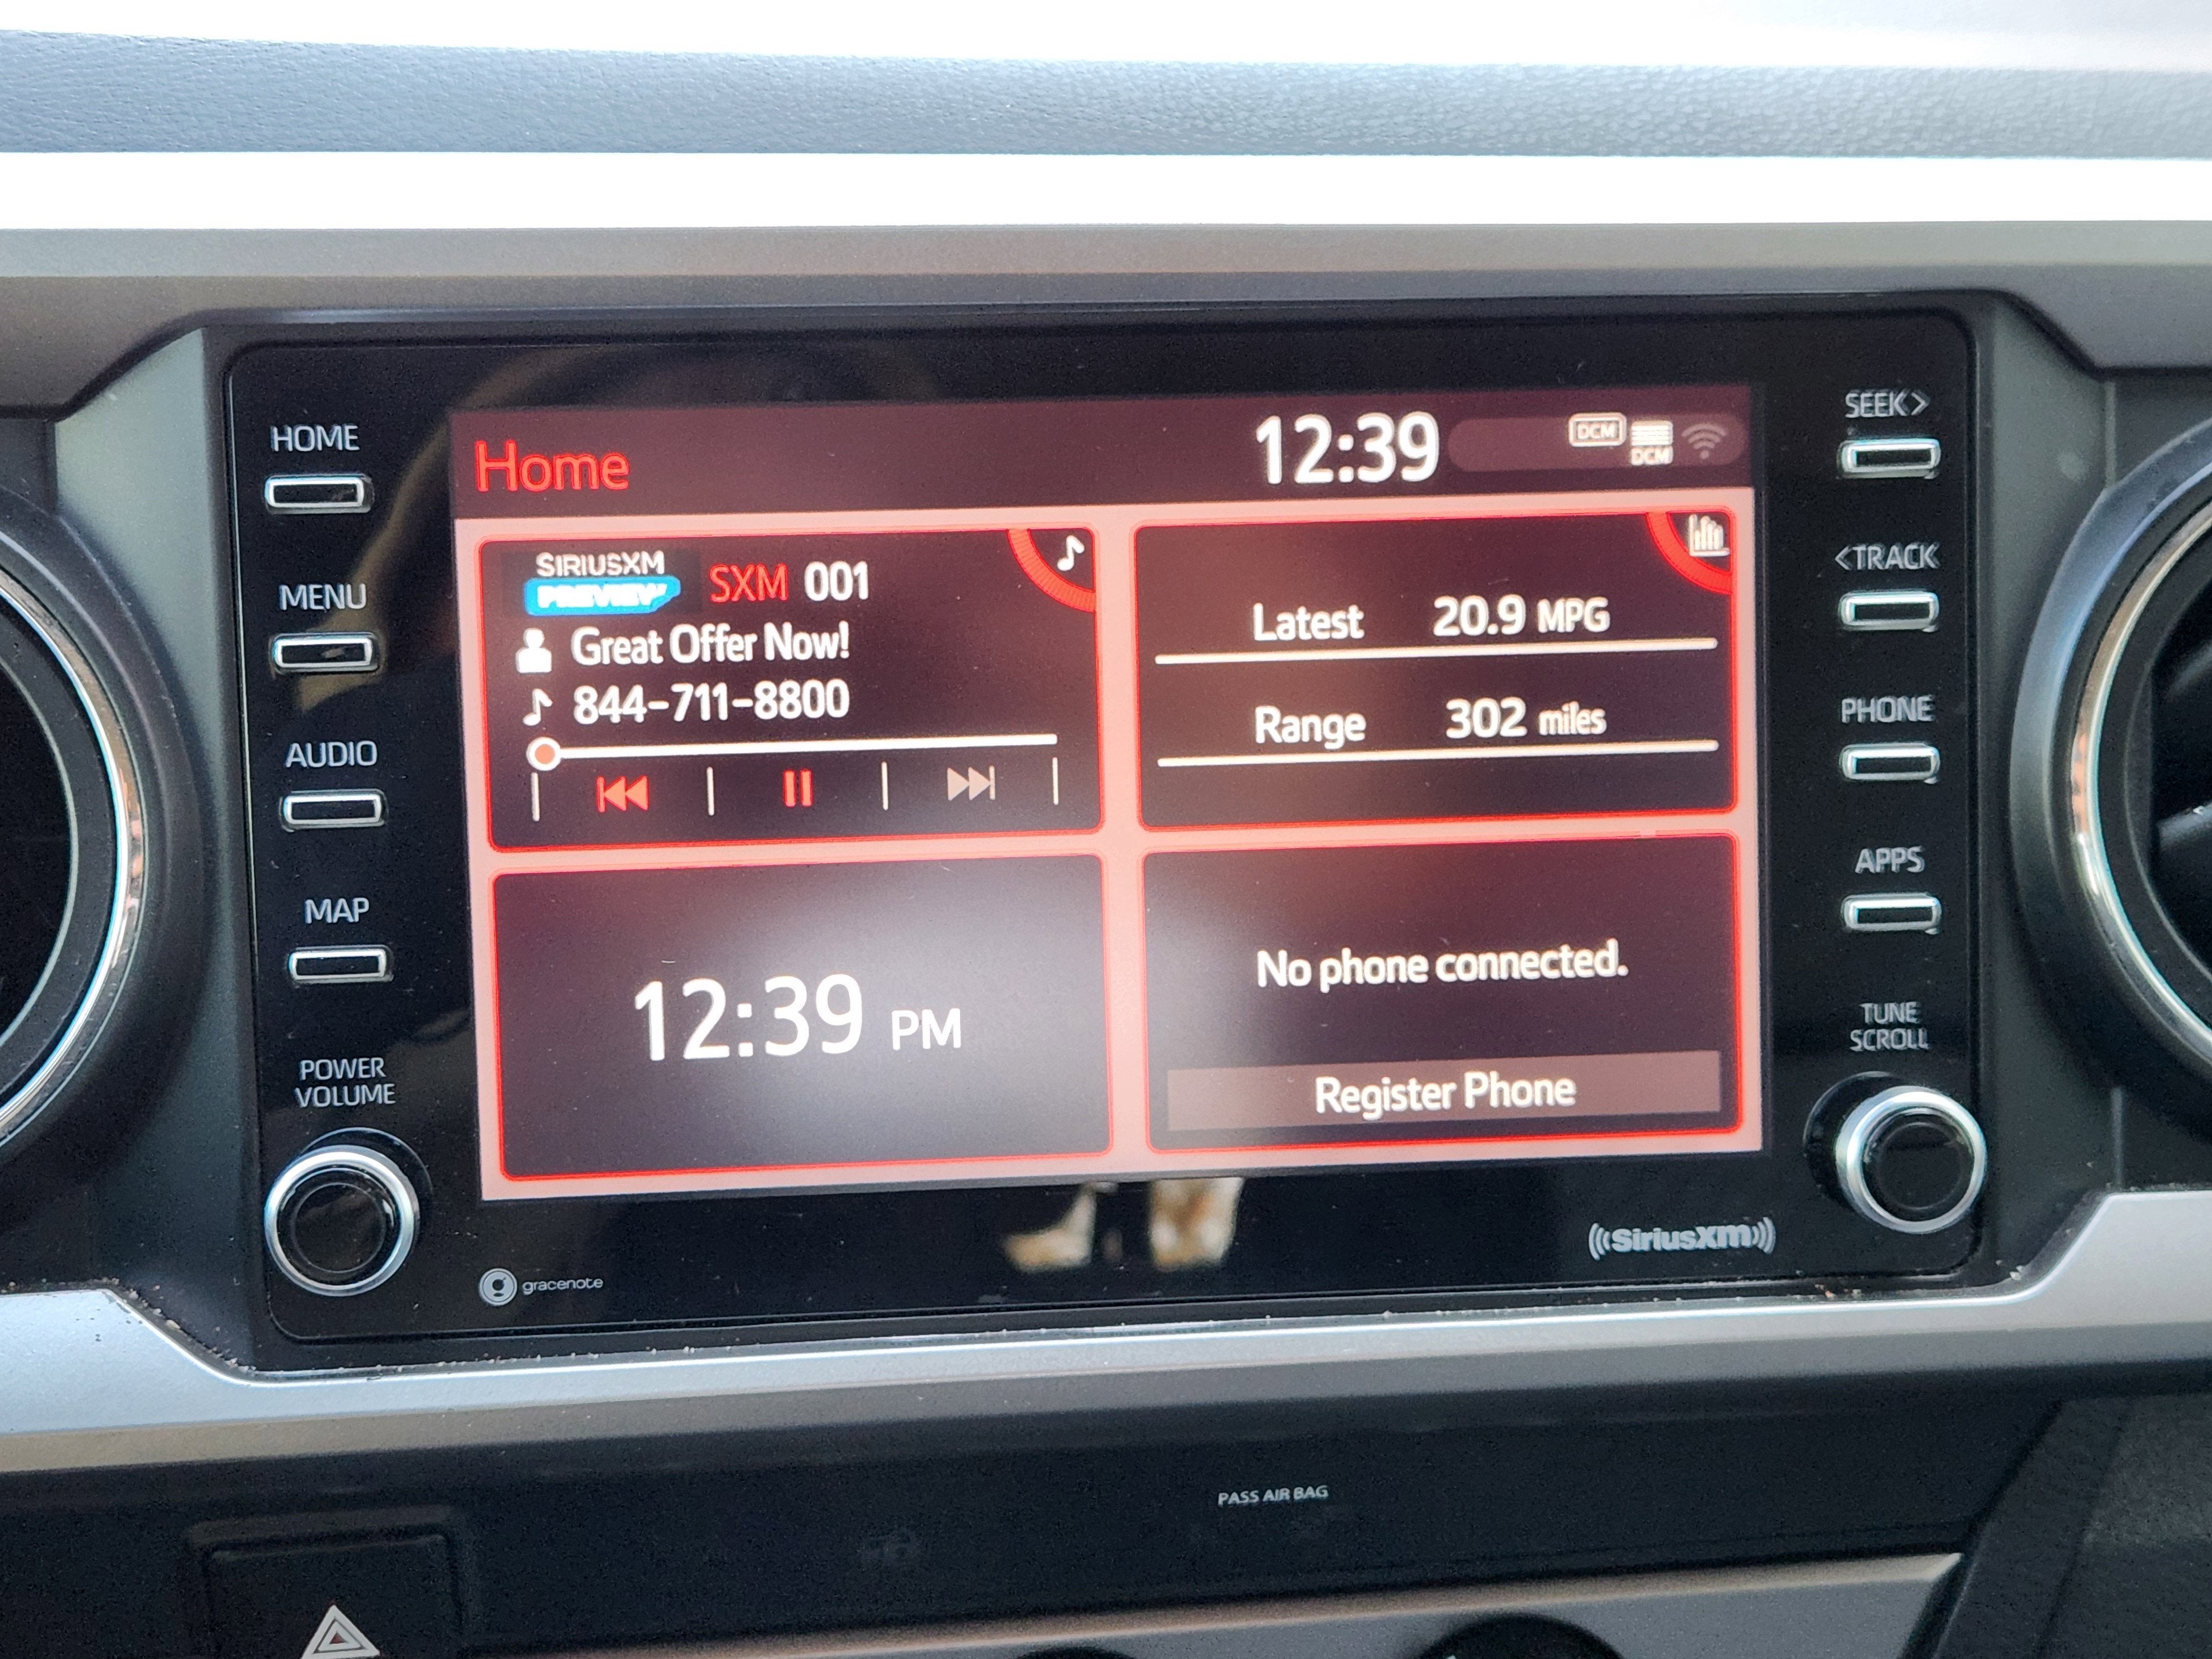 HOME
MENU
AUDIO
MAP
POWER
VOLUME
Home
12:39
DCM
DCM
SIRIUSXM
PREVIEW
SXM 001
Great Offer Now!
844-711-8800
Latest 20.9 MPG
Range 302 miles
12:39 PM
No phone connected.
Register Phone
SEEK>
<TRACK
PHONE
APPS
TUNE
SCROLL
gracenote
((SiriusXM))
PASS AIR BAG